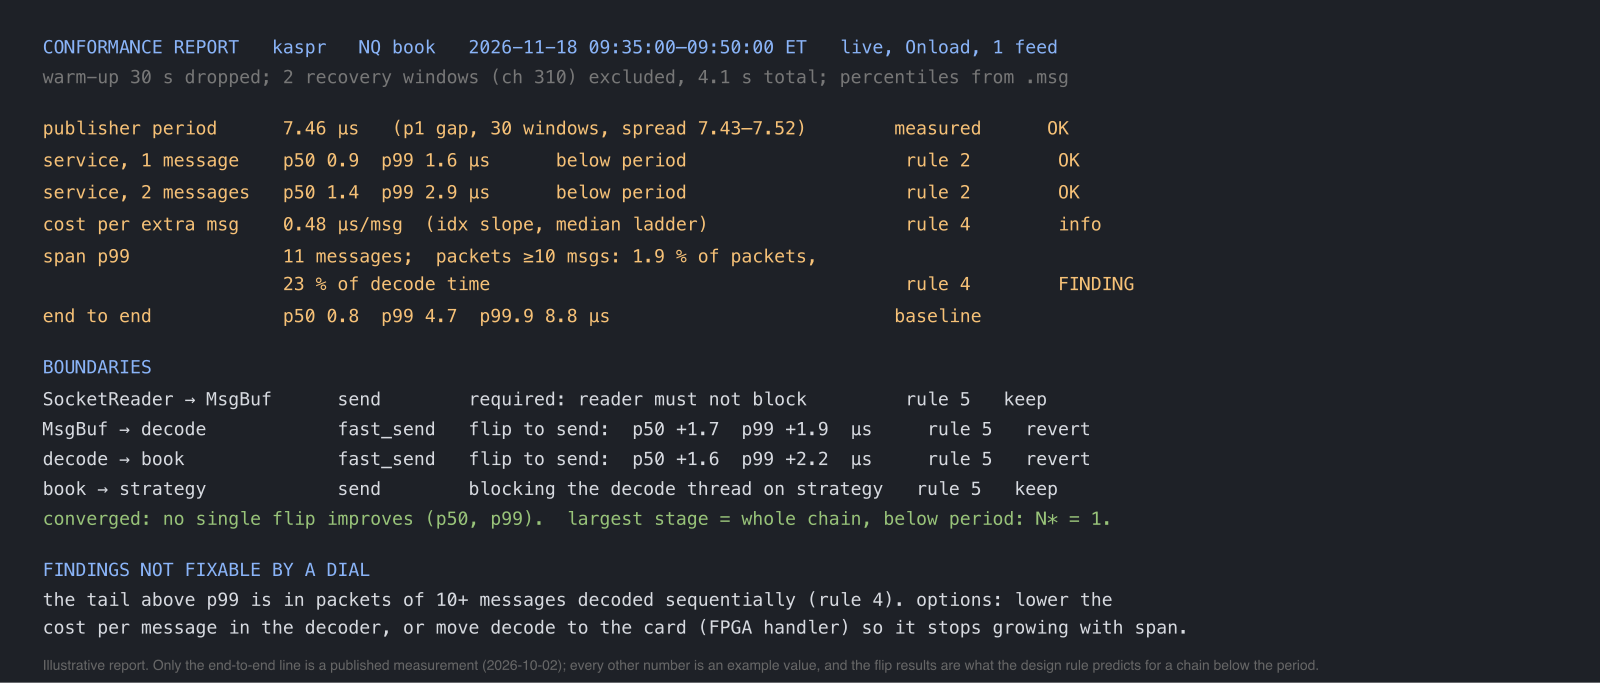 CONFORMANCE REPORT   kaspr   NQ book   2026−11−18 09:35:00−09:50:00 ET   live, Onload, 1 feed
warm−up 30 s dropped; 2 recovery windows (ch 310) excluded, 4.1 s total; percentiles from .msg
publisher period      7.46 µs   (p1 gap, 30 windows, spread 7.43−7.52)        measured      OK
service, 1 message    p50 0.9  p99 1.6 µs      below period                    rule 2        OK
service, 2 messages   p50 1.4  p99 2.9 µs      below period                    rule 2        OK
cost per extra msg    0.48 µs/msg  (idx slope, median ladder)                  rule 4        info
span p99              11 messages;  packets ≥10 msgs: 1.9 % of packets,
23 % of decode time                                      rule 4        FINDING
end to end            p50 0.8  p99 4.7  p99.9 8.8 µs                          baseline
BOUNDARIES
SocketReader → MsgBuf      send        required: reader must not block         rule 5   keep
MsgBuf → decode            fast_send   flip to send:  p50 +1.7  p99 +1.9  µs     rule 5   revert
decode → book              fast_send   flip to send:  p50 +1.6  p99 +2.2  µs     rule 5   revert
book → strategy            send        blocking the decode thread on strategy   rule 5   keep
converged: no single flip improves (p50, p99).  largest stage = whole chain, below period: N* = 1.
FINDINGS NOT FIXABLE BY A DIAL
the tail above p99 is in packets of 10+ messages decoded sequentially (rule 4). options: lower the
cost per message in the decoder, or move decode to the card (FPGA handler) so it stops growing with span.
Illustrative report. Only the end-to-end line is a published measurement (2026-10-02); every other number is an example value, and the flip results are what the design rule predicts for a chain below the period.